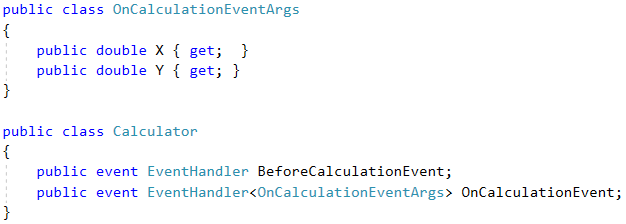 public class OnCalculationEventArgs
{
    public double X { get;  }
    public double Y { get; }
}

public class Calculator
{
    public event EventHandler BeforeCalculationEvent;
    public event EventHandler<OnCalculationEventArgs> OnCalculationEvent;
}